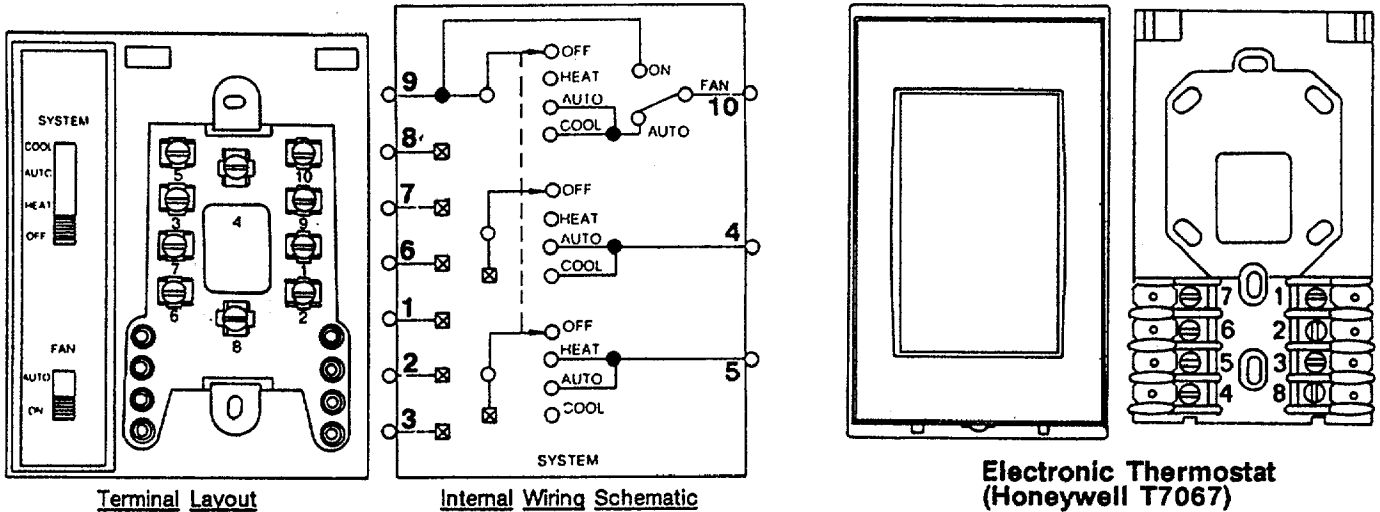 SYSTEM
COOL
AUTO
HEAT
OFF
FAN
AUTO
ON
5
10
3
4
9
7
1
6
2
8
Terminal Layout
9
8
7
6
1
2
3
OFF
HEAT
AUTO
COOL
ON
AUTO
FAN
10
OFF
HEAT
AUTO
COOL
4
OFF
HEAT
AUTO
COOL
5
SYSTEM
Internal Wiring Schematic
7 1
6 2
5 3
4 8
Electronic Thermostat
(Honeywell T7067)